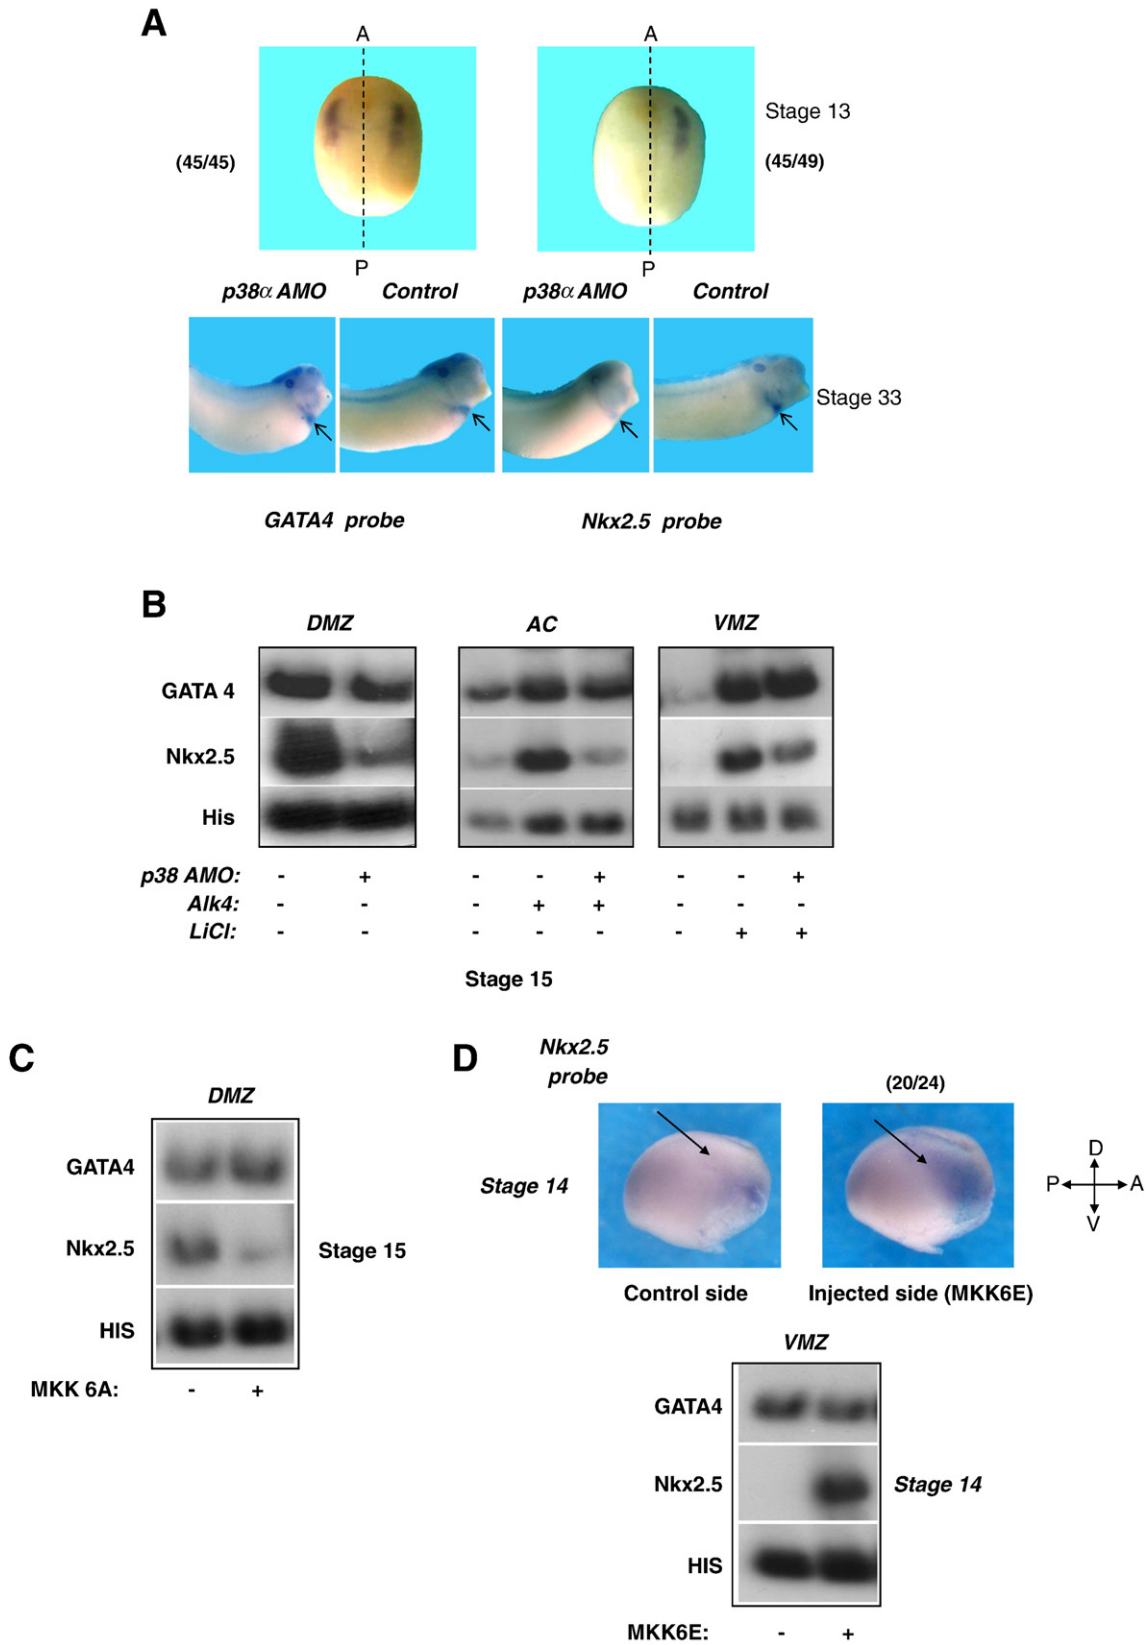 A
A A
Stage 13
(45/45) (45/49)
P P
p38α AMO Control p38α AMO Control
Stage 33
GATA4 probe Nkx2.5 probe
B
DMZ AC VMZ
GATA 4
Nkx2.5
His
p38 AMO: - + - - + - - +
Alk4: - - - + + - - -
LiCl: - - - - - - + +
Stage 15
C
DMZ
GATA4
Nkx2.5 Stage 15
HIS
MKK 6A: - +
D
Nkx2.5
probe
(20/24)
Stage 14
D
P A
V
Control side Injected side (MKK6E)
VMZ
GATA4
Nkx2.5 Stage 14
HIS
MKK6E: - +